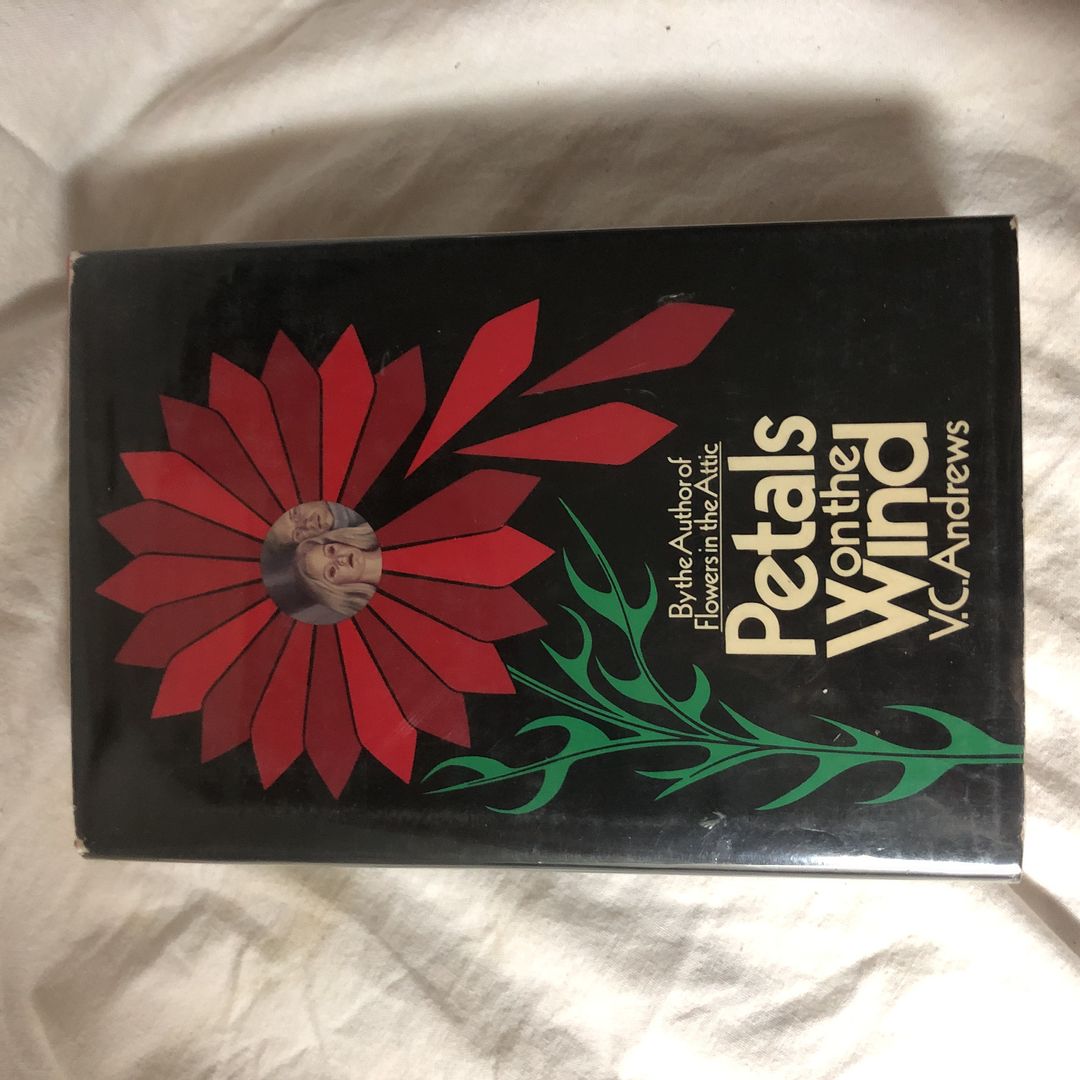 By the Author of
Flowers in the Attic
Petals
on the
Wind
V.C. Andrews